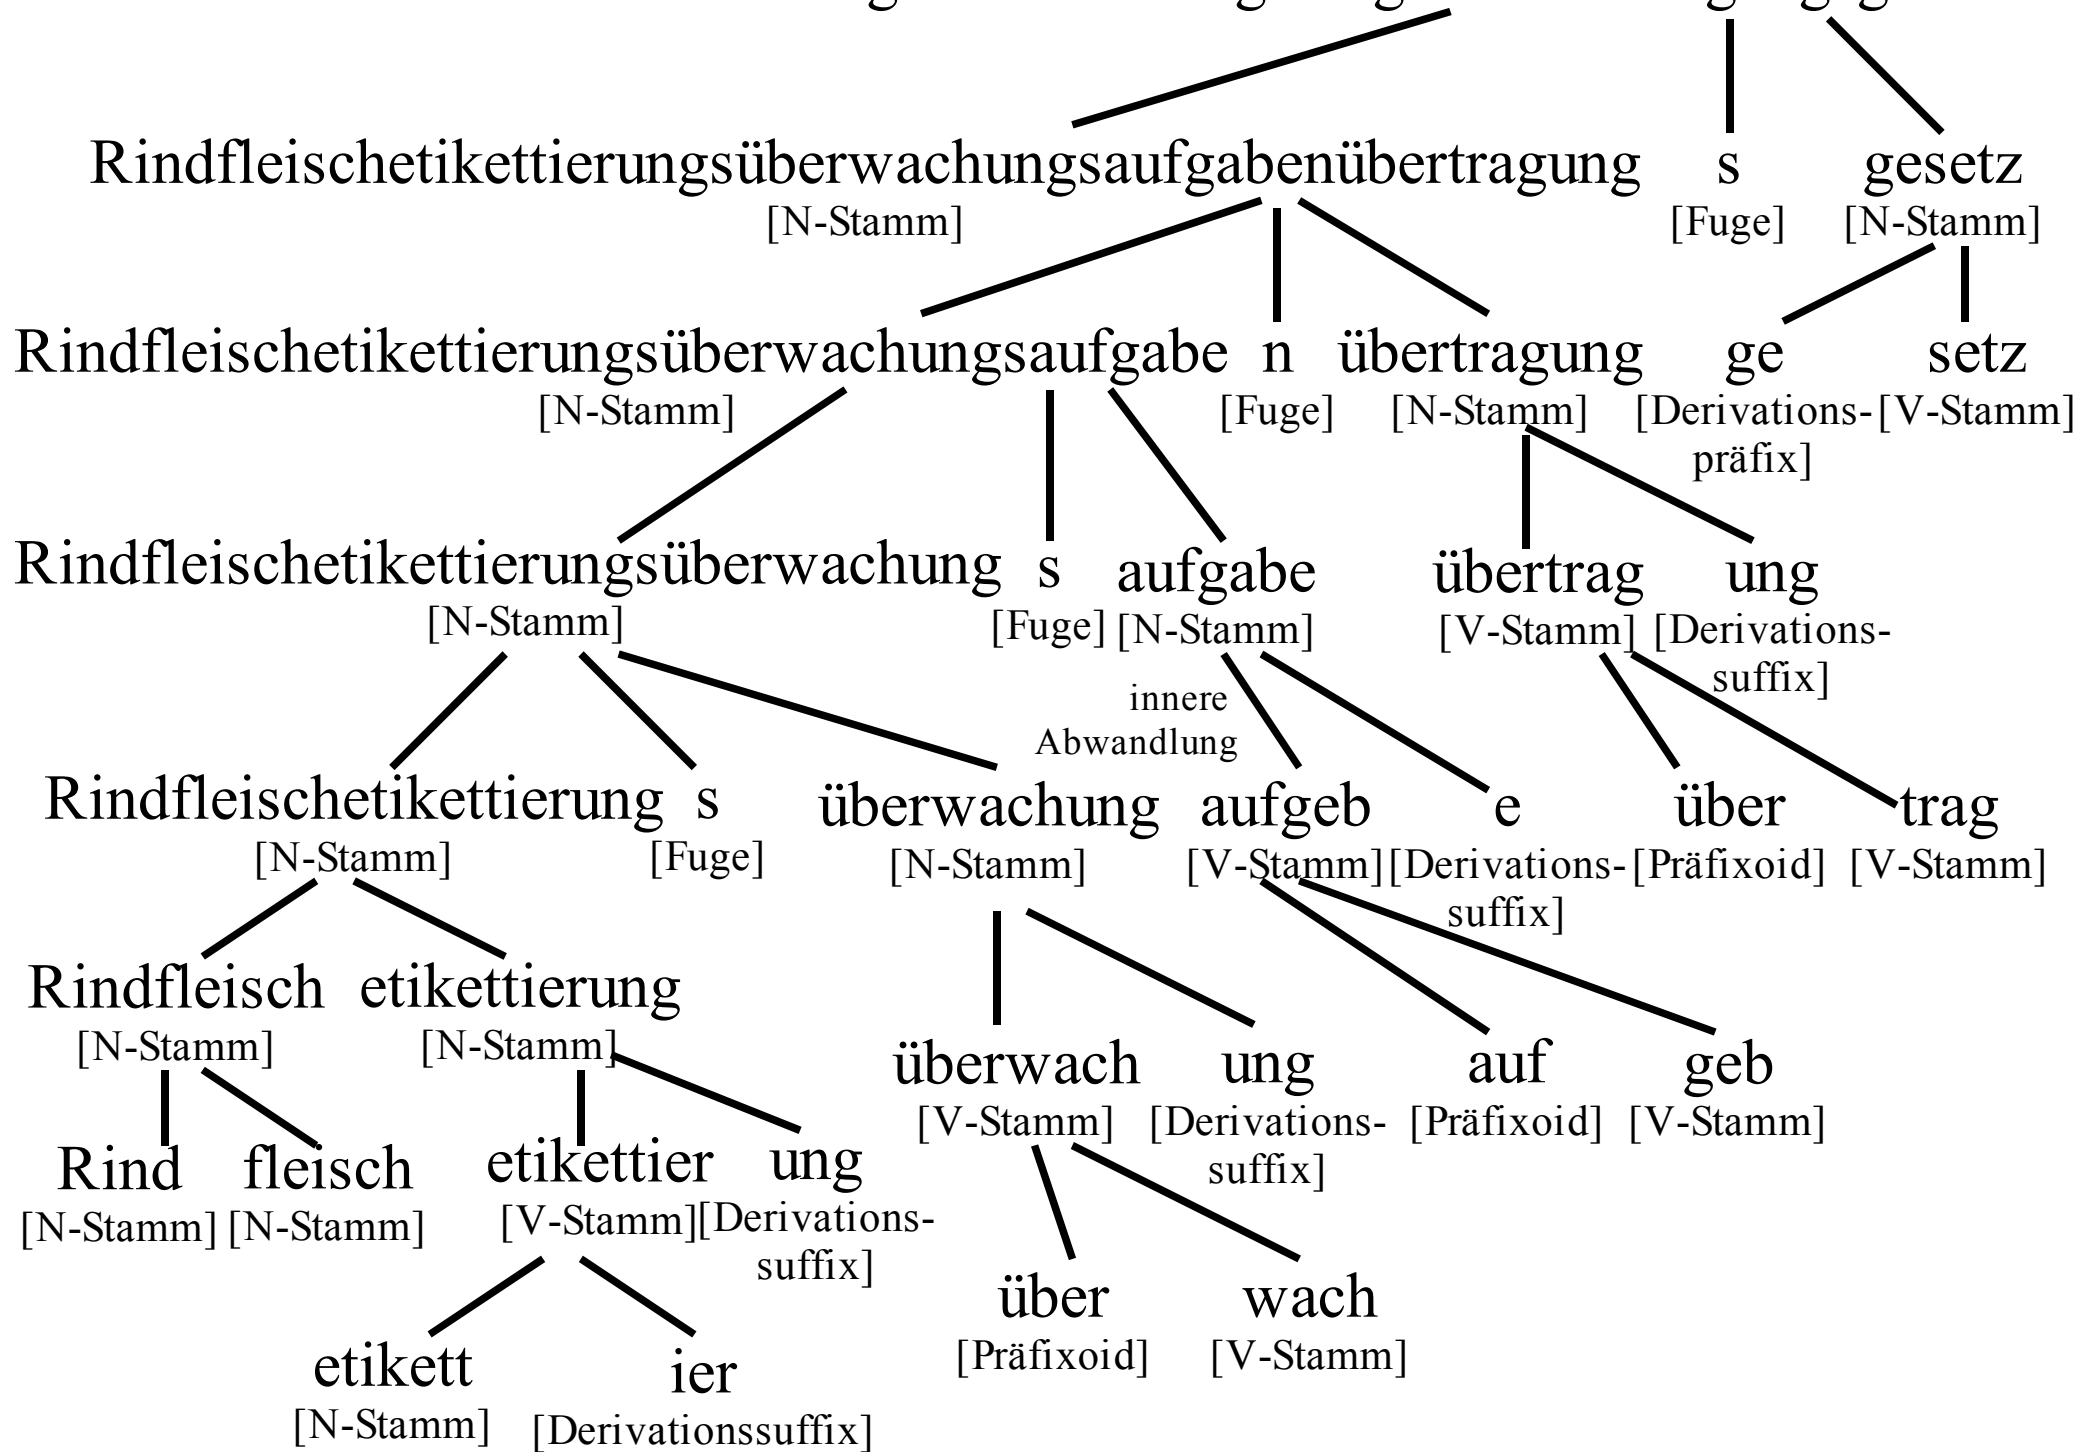 Rindfleischetikettierungsüberwachungsaufgabenübertragung s gesetz
[N-Stamm] [Fuge] [N-Stamm]
Rindfleischetikettierungsüberwachungsaufgabe n übertragung ge setz
[N-Stamm] [Fuge] [N-Stamm] [Derivations- [V-Stamm]
präfix]
Rindfleischetikettierungsüberwachung s aufgabe übertrag ung
[N-Stamm] [Fuge] [N-Stamm] [V-Stamm] [Derivations-
suffix]
innere
Abwandlung
Rindfleischetikettierung s überwachung aufgeb e über trag
[N-Stamm] [Fuge] [N-Stamm] [V-Stamm] [Derivations- [Präfixoid] [V-Stamm]
suffix]
Rindfleisch etikettierung
[N-Stamm] [N-Stamm]
überwach ung auf geb
[V-Stamm] [Derivations- [Präfixoid] [V-Stamm]
suffix]
Rind fleisch etikettier ung
[N-Stamm] [N-Stamm] [V-Stamm] [Derivations-
suffix]
über wach
[Präfixoid] [V-Stamm]
etikett ier
[N-Stamm] [Derivationssuffix]